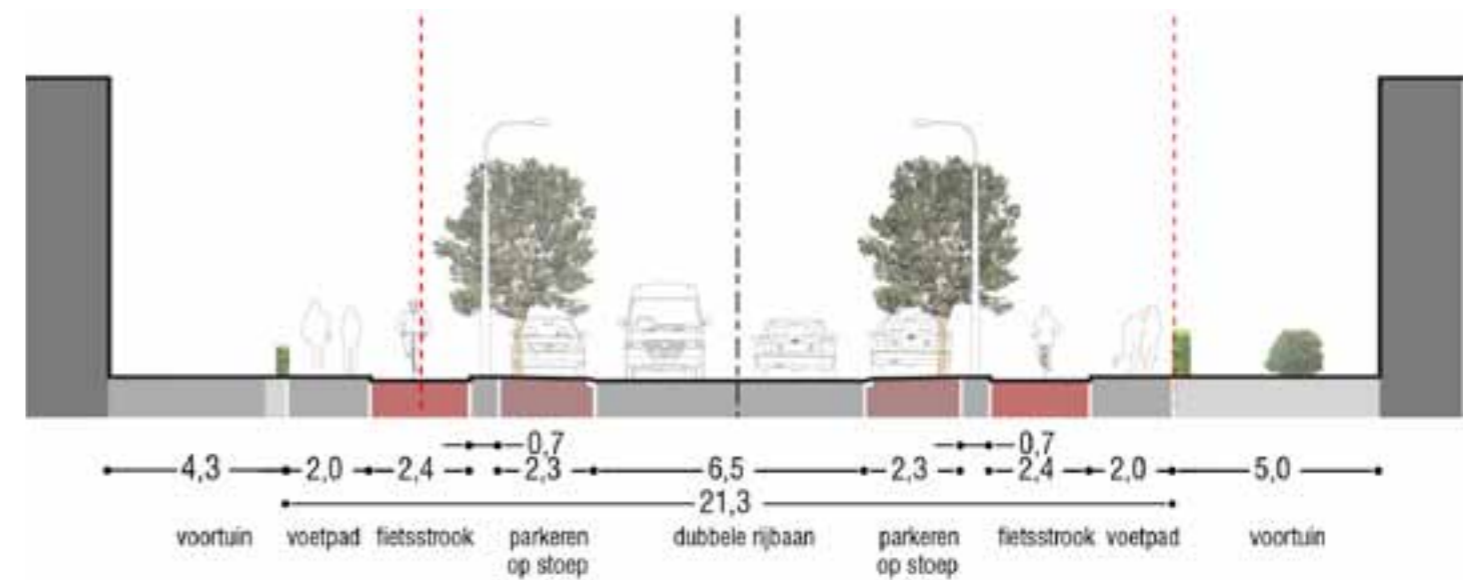 0,7 0,7
4,3 2,0 2,4 2,3 6,5 2,3 2,4 2,0 5,0
21,3
voortuin voetpad fietsstrook parkeren op stoep dubbele rijbaan parkeren op stoep fietsstrook voetpad voortuin